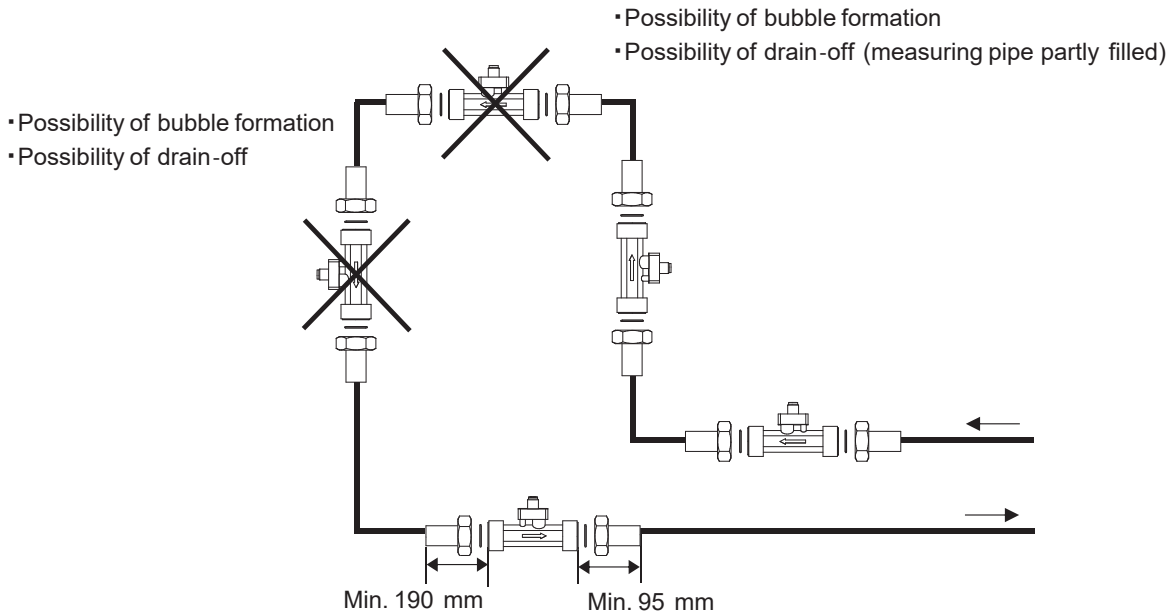 ▪Possibility of bubble formation
▪Possibility of drain-off (measuring pipe partly filled)
▪Possibility of bubble formation
▪Possibility of drain-off
Min. 190 mm
Min. 95 mm